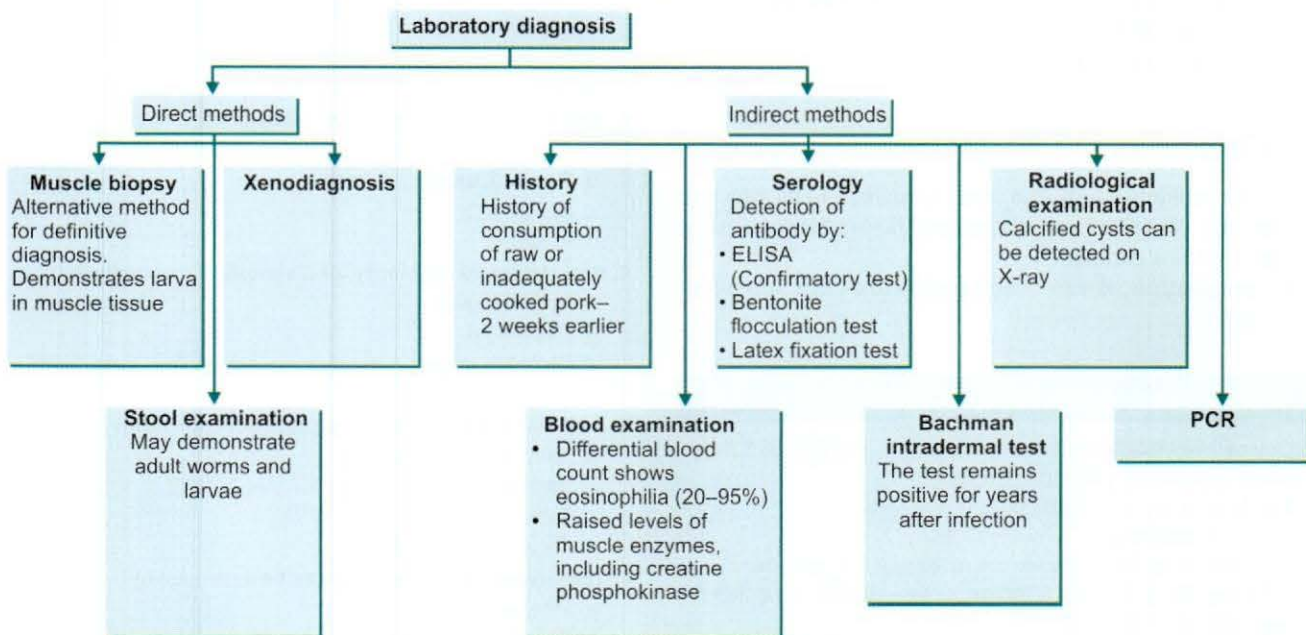 Laboratory diagnosis
Direct methods
Indirect methods
Muscle biopsy
Alternative method
for definitive
diagnosis.
Demonstrates larva
in muscle tissue
Xenodiagnosis
History
History of
consumption
of raw or
inadequately
cooked pork–
2 weeks earlier
Serology
Detection of
antibody by:
• ELISA
(Confirmatory test)
• Bentonite
flocculation test
• Latex fixation test
Radiological
examination
Calcified cysts can
be detected on
X-ray
Stool examination
May demonstrate
adult worms and
larvae
Blood examination
• Differential blood
count shows
eosinophilia (20–95%)
• Raised levels of
muscle enzymes,
including creatine
phosphokinase
Bachman
intradermal test
The test remains
positive for years
after infection
PCR